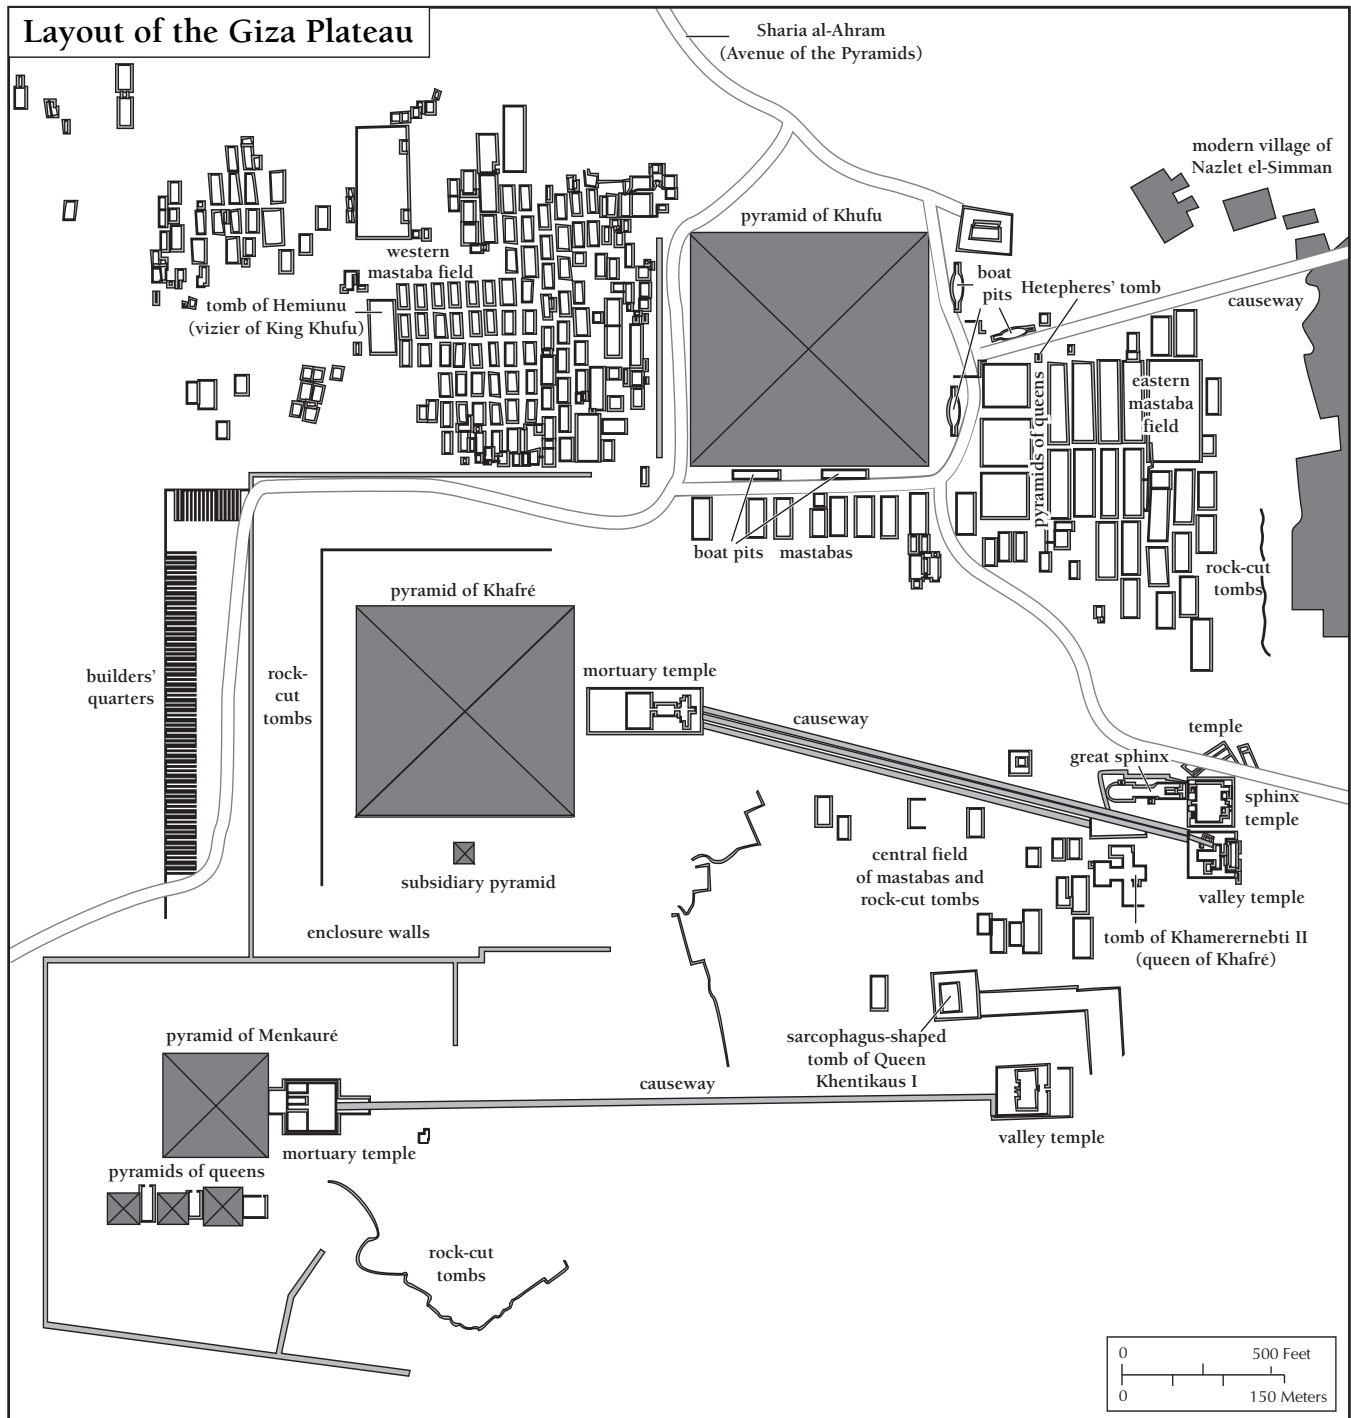 Layout of the Giza Plateau
Sharia al-Ahram
(Avenue of the Pyramids)
modern village of
Nazlet el-Simman
pyramid of Khufu
western
mastaba field
boat
pits
Hetepheres' tomb
causeway
tomb of Hemiunu
(vizier of King Khufu)
pyramids of queens
eastern
mastaba
field
boat pits
mastabas
rock-cut
tombs
pyramid of Khafré
builders'
quarters
rock-
cut
tombs
mortuary temple
causeway
temple
great sphinx
sphinx
temple
central field
of mastabas and
rock-cut tombs
subsidiary pyramid
valley temple
enclosure walls
tomb of Khamerernebti II
(queen of Khafré)
pyramid of Menkauré
sarcophagus-shaped
tomb of Queen
Khentikaus I
causeway
valley temple
mortuary temple
pyramids of queens
rock-cut
tombs
0 500 Feet
0 150 Meters